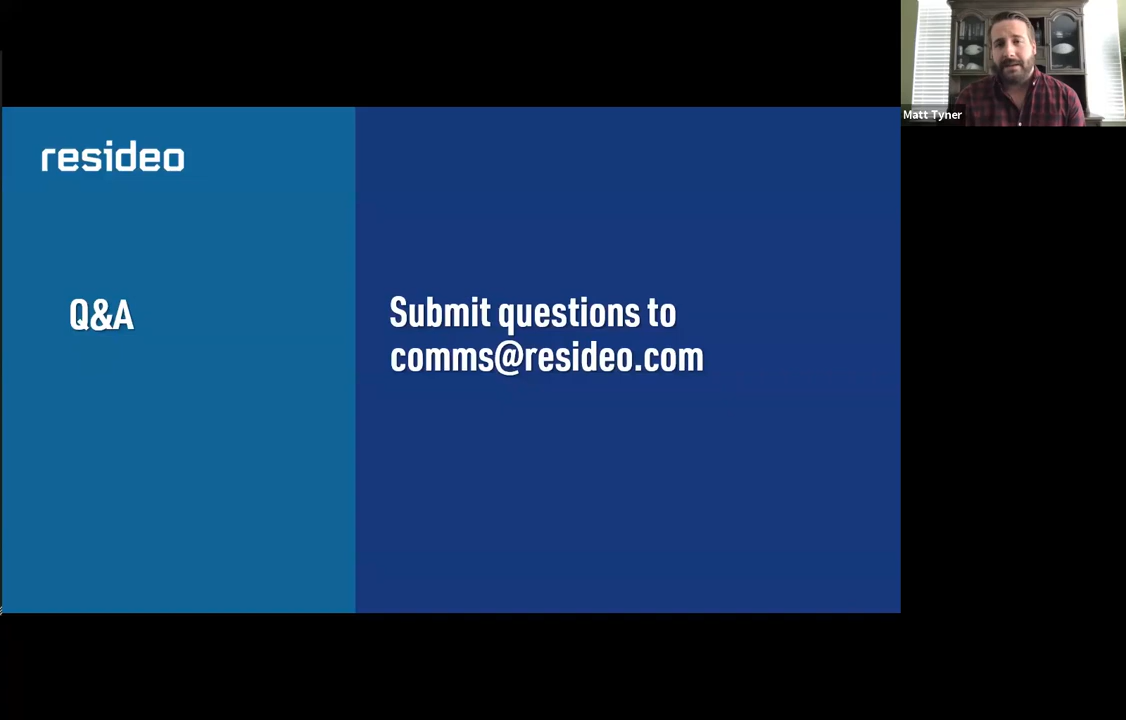 resideo
Q&A
Submit questions to
comms@resideo.com
Matt Tyner